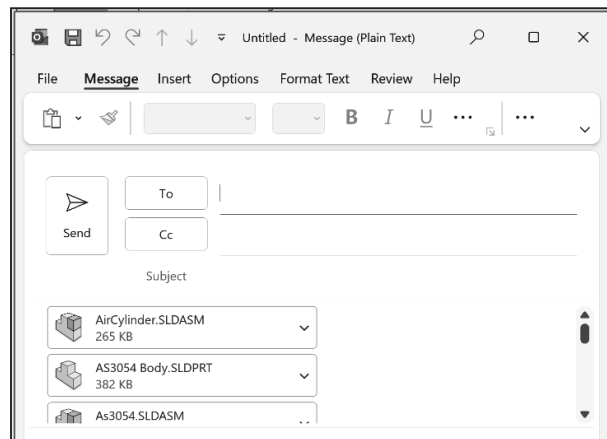 Untitled - Message (Plain Text)
File Message Insert Options Format Text Review Help
B I U
To
Send
Cc
Subject
AirCylinder.SLDASM
265 KB
AS3054 Body.SLDPRT
382 KB
As3054.SLDASM